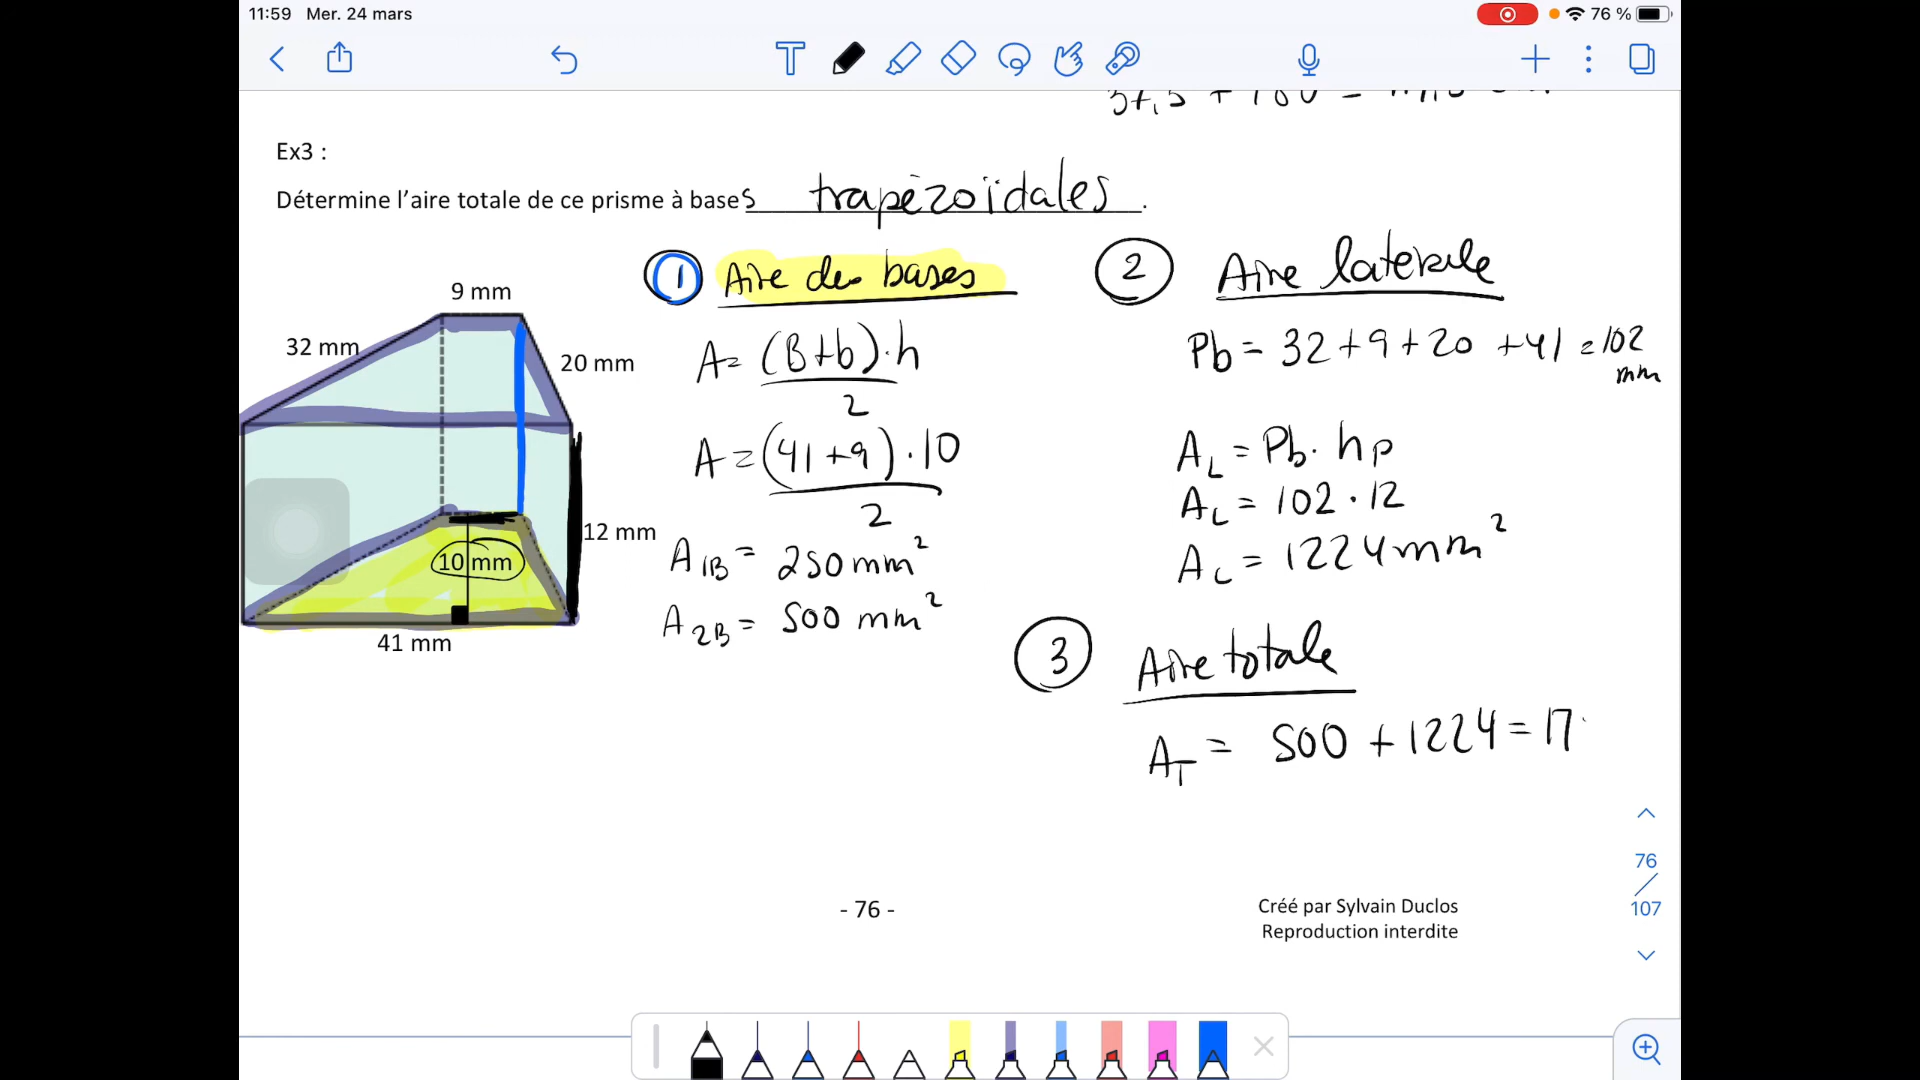 11:59 Mer. 24 mars
76 %
Ex3 :
Détermine l’aire totale de ce prisme à bases trapézoïdales.
9 mm
32 mm
20 mm
12 mm
10 mm
41 mm
1 Aire des bases
A = (B+b)·h
2
A = (41+9)·10
2
A1B = 250 mm²
A2B = 500 mm²
2 Aire latérale
Pb = 32+9+20+41 = 102
mm
AL = Pb · hp
AL = 102 · 12
AL = 1224 mm²
3 Aire totale
AT = 500 + 1224 = 17
- 76 -
Créé par Sylvain Duclos
Reproduction interdite
76
107